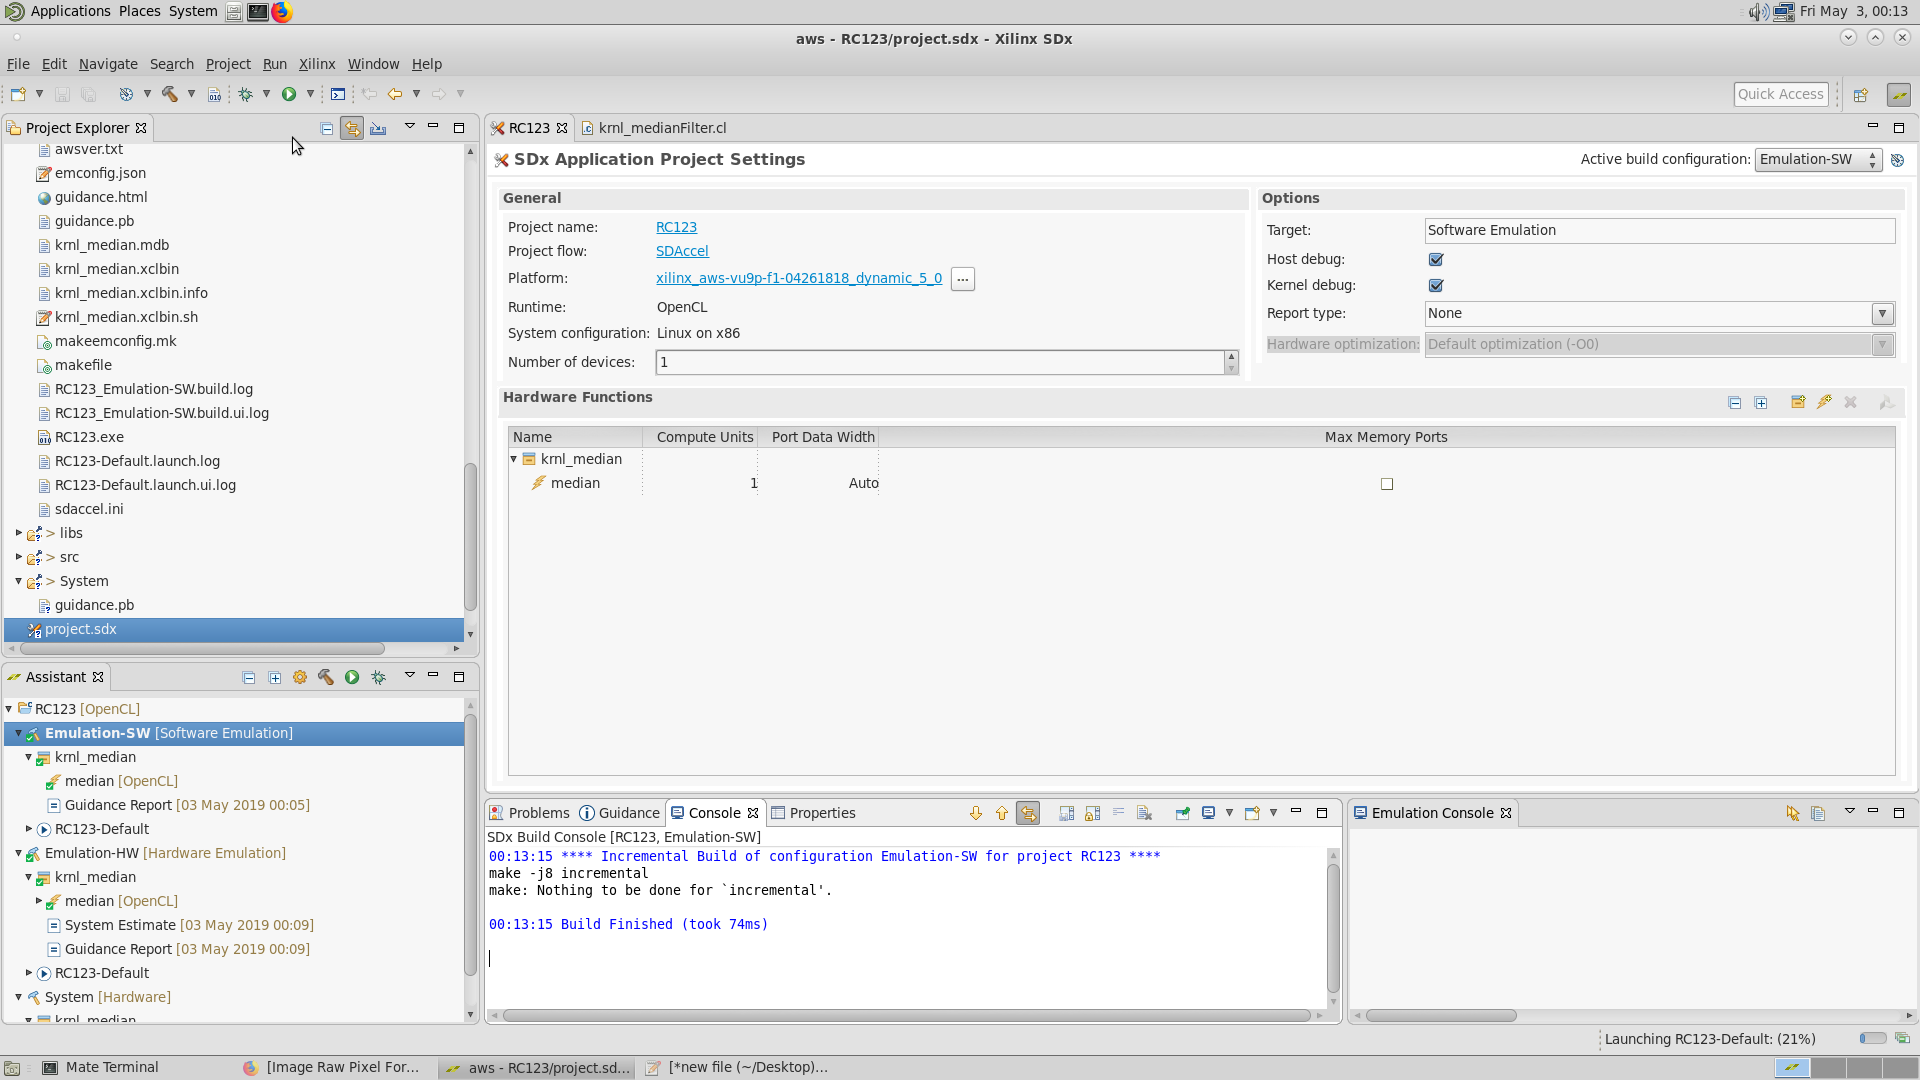 Applications Places System
Fri May 3, 00:13
aws - RC123/project.sdx - Xilinx SDx
File Edit Navigate Search Project Run Xilinx Window Help
Quick Access
Project Explorer
awsver.txt
emconfig.json
guidance.html
guidance.pb
krnl_median.mdb
krnl_median.xclbin
krnl_median.xclbin.info
krnl_median.xclbin.sh
makeemconfig.mk
makefile
RC123_Emulation-SW.build.log
RC123_Emulation-SW.build.ui.log
RC123.exe
RC123-Default.launch.log
RC123-Default.launch.ui.log
sdaccel.ini
> libs
> src
> System
guidance.pb
project.sdx
Assistant
RC123 [OpenCL]
Emulation-SW [Software Emulation]
krnl_median
median [OpenCL]
Guidance Report [03 May 2019 00:05]
RC123-Default
Emulation-HW [Hardware Emulation]
krnl_median
median [OpenCL]
System Estimate [03 May 2019 00:09]
Guidance Report [03 May 2019 00:09]
RC123-Default
System [Hardware]
krnl_median
RC123 krnl_medianFilter.cl
SDx Application Project Settings
Active build configuration: Emulation-SW
General
Project name: RC123
Project flow: SDAccel
Platform: xilinx_aws-vu9p-f1-04261818_dynamic_5_0 ...
Runtime: OpenCL
System configuration: Linux on x86
Number of devices: 1
Options
Target: Software Emulation
Host debug:
Kernel debug:
Report type: None
Hardware optimization: Default optimization (-O0)
Hardware Functions
Name Compute Units Port Data Width Max Memory Ports
krnl_median
median 1 Auto
Problems Guidance Console Properties
SDx Build Console [RC123, Emulation-SW]
00:13:15 **** Incremental Build of configuration Emulation-SW for project RC123 ****
make -j8 incremental
make: Nothing to be done for `incremental'.
00:13:15 Build Finished (took 74ms)
Emulation Console
Launching RC123-Default: (21%)
Mate Terminal
[Image Raw Pixel For...
aws - RC123/project.sd...
[*new file (~/Desktop)...